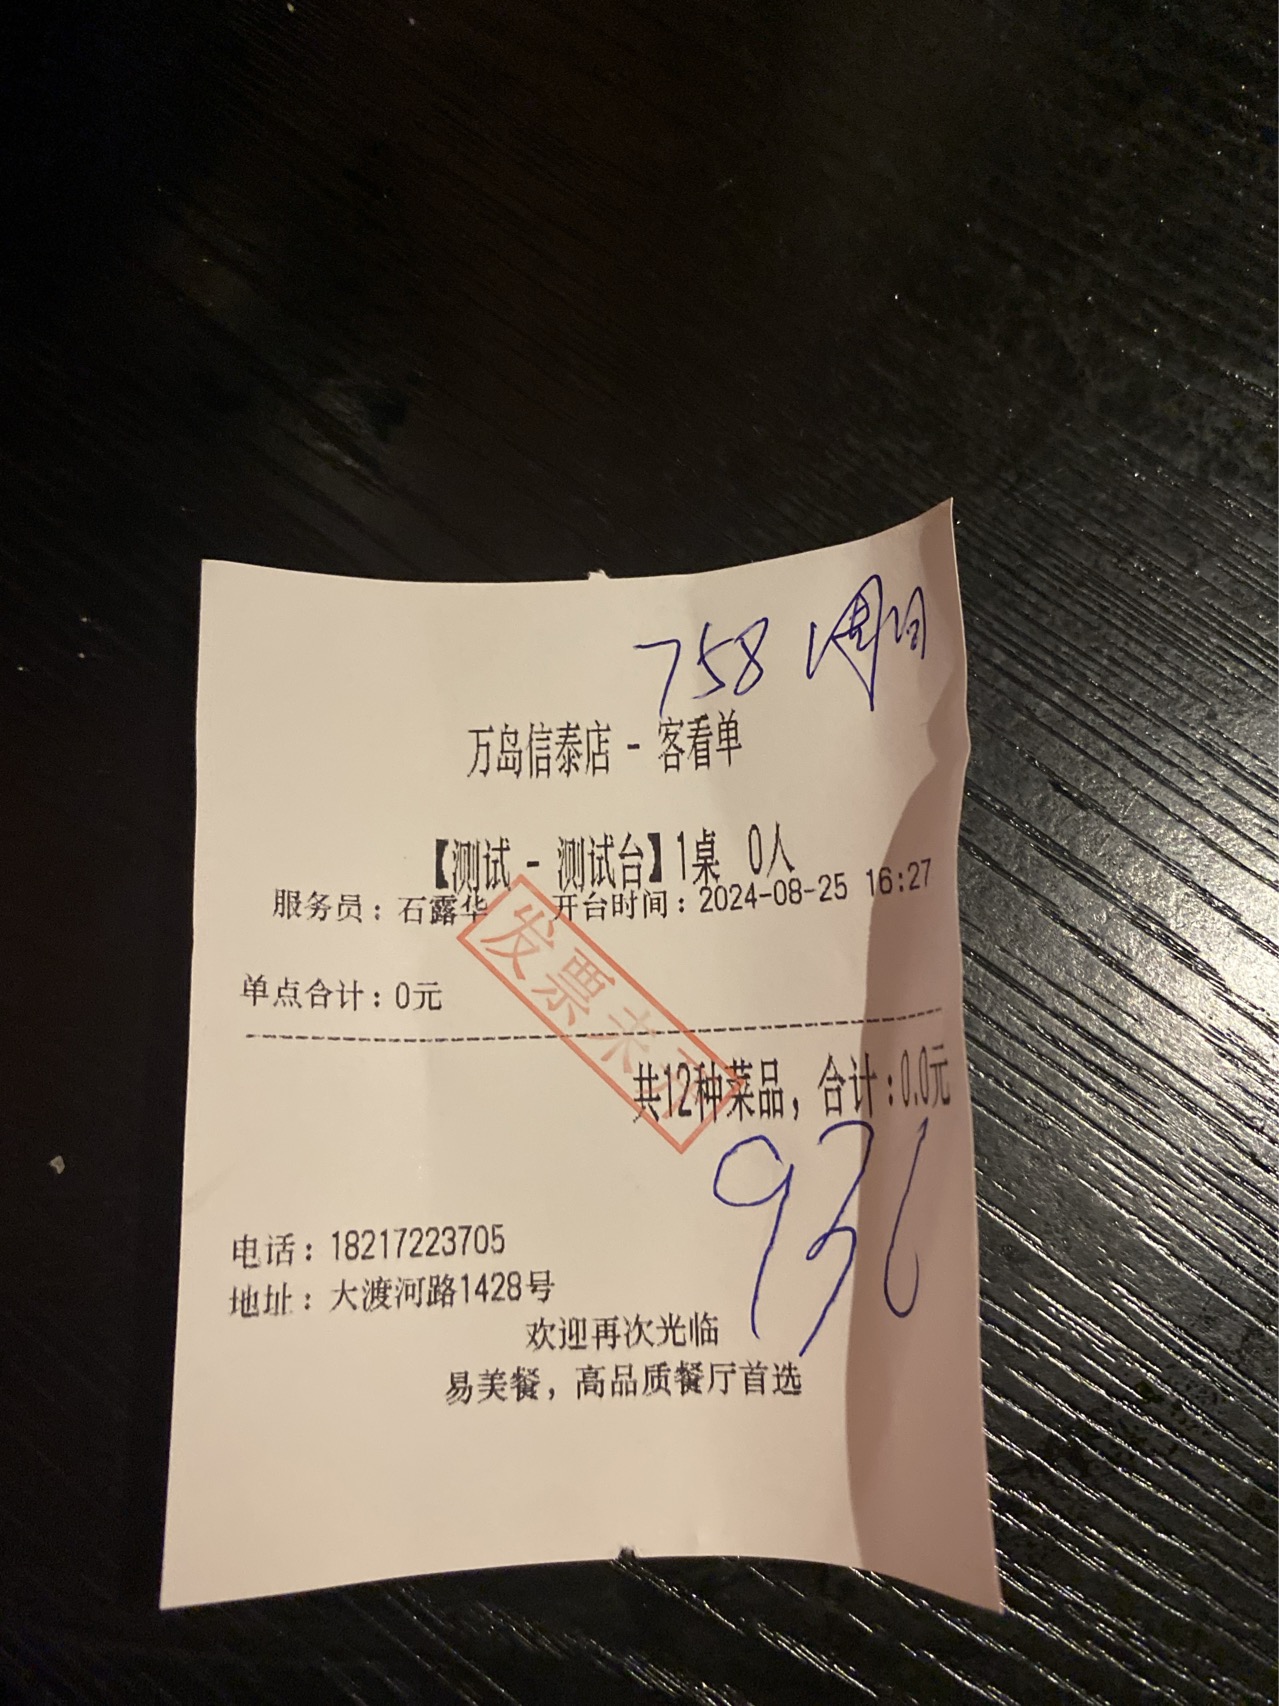 758
万岛信泰店 - 客看单
【测试 - 测试台】1桌 0人
服务员：石露华 开台时间：2024-08-25 16:27
发票未
单点合计：0元
共12种菜品，合计：0.0元
936
电话：18217223705
地址：大渡河路1428号
欢迎再次光临
易美餐，高品质餐厅首选